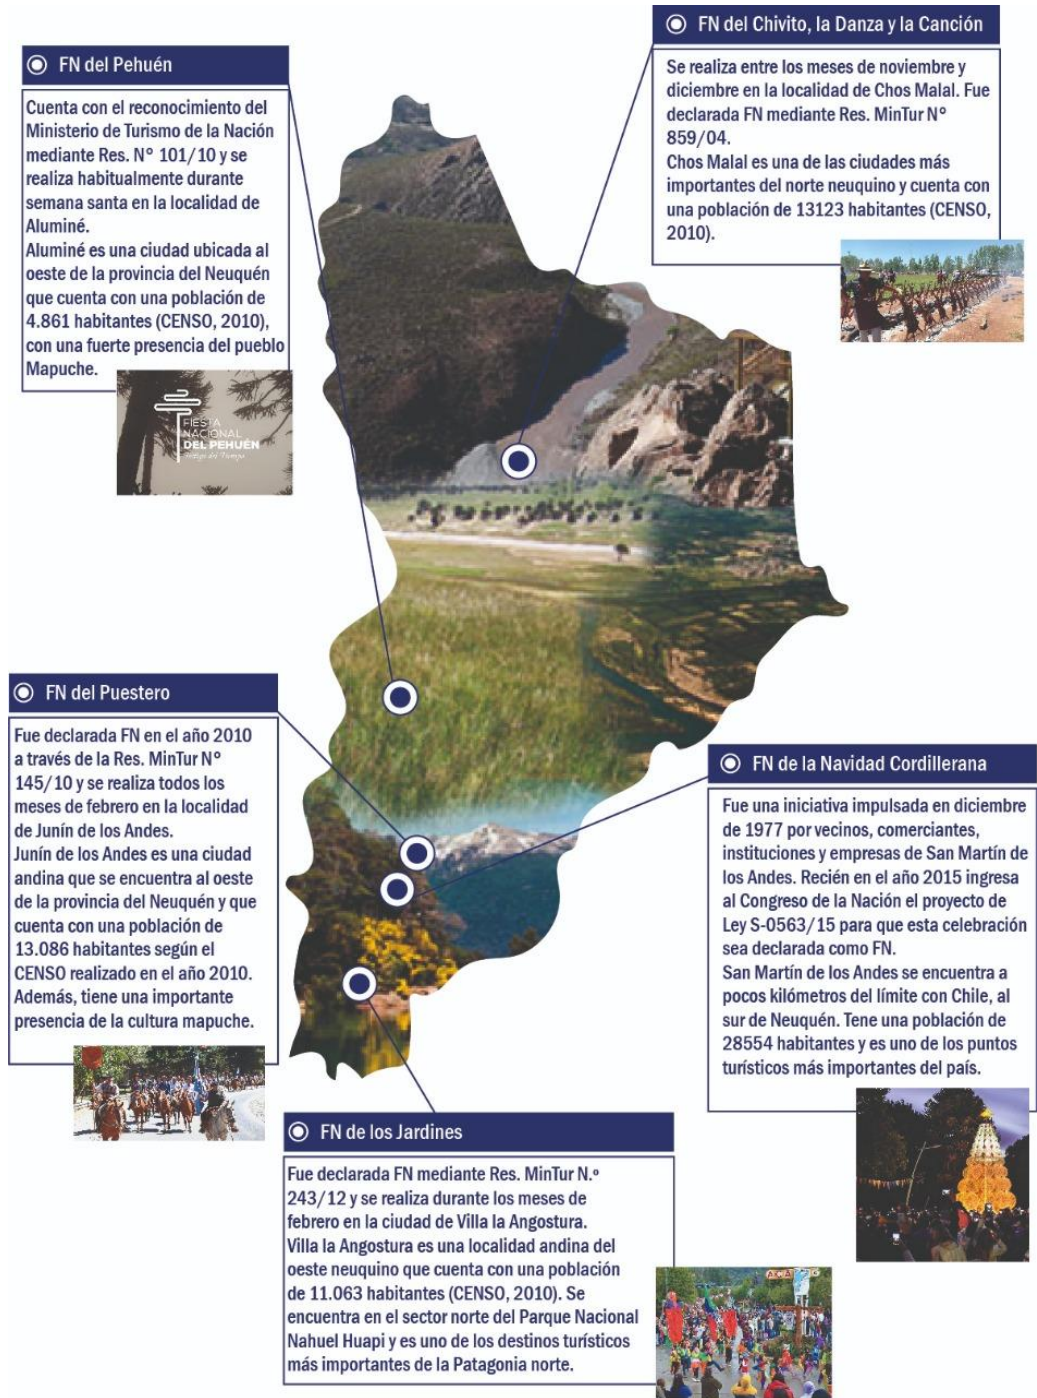 FN del Chivito, la Danza y la Canción
Se realiza entre los meses de noviembre y
diciembre en la localidad de Chos Malal. Fue
declarada FN mediante Res. MinTur N°
859/04.
Chos Malal es una de las ciudades más
importantes del norte neuquino y cuenta con
una población de 13123 habitantes (CENSO,
2010).
FN del Pehuén
Cuenta con el reconocimiento del
Ministerio de Turismo de la Nación
mediante Res. N° 101/10 y se
realiza habitualmente durante
semana santa en la localidad de
Aluminé.
Aluminé es una ciudad ubicada al
oeste de la provincia del Neuquén
que cuenta con una población de
4.861 habitantes (CENSO, 2010),
con una fuerte presencia del pueblo
Mapuche.
FIESTA
NACIONAL
DEL PEHUÉN
FN del Puestero
Fue declarada FN en el año 2010
a través de la Res. MinTur N°
145/10 y se realiza todos los
meses de febrero en la localidad
de Junín de los Andes.
Junín de los Andes es una ciudad
andina que se encuentra al oeste
de la provincia del Neuquén y que
cuenta con una población de
13.086 habitantes según el
CENSO realizado en el año 2010.
Además, tiene una importante
presencia de la cultura mapuche.
FN de la Navidad Cordillerana
Fue una iniciativa impulsada en diciembre
de 1977 por vecinos, comerciantes,
instituciones y empresas de San Martín de
los Andes. Recién en el año 2015 ingresa
al Congreso de la Nación el proyecto de
Ley S-0563/15 para que esta celebración
sea declarada como FN.
San Martín de los Andes se encuentra a
pocos kilómetros del límite con Chile, al
sur de Neuquén. Tene una población de
28554 habitantes y es uno de los puntos
turísticos más importantes del país.
FN de los Jardines
Fue declarada FN mediante Res. MinTur N.º
243/12 y se realiza durante los meses de
febrero en la ciudad de Villa la Angostura.
Villa la Angostura es una localidad andina del
oeste neuquino que cuenta con una población
de 11.063 habitantes (CENSO, 2010). Se
encuentra en el sector norte del Parque Nacional
Nahuel Huapi y es uno de los destinos turísticos
más importantes de la Patagonia norte.